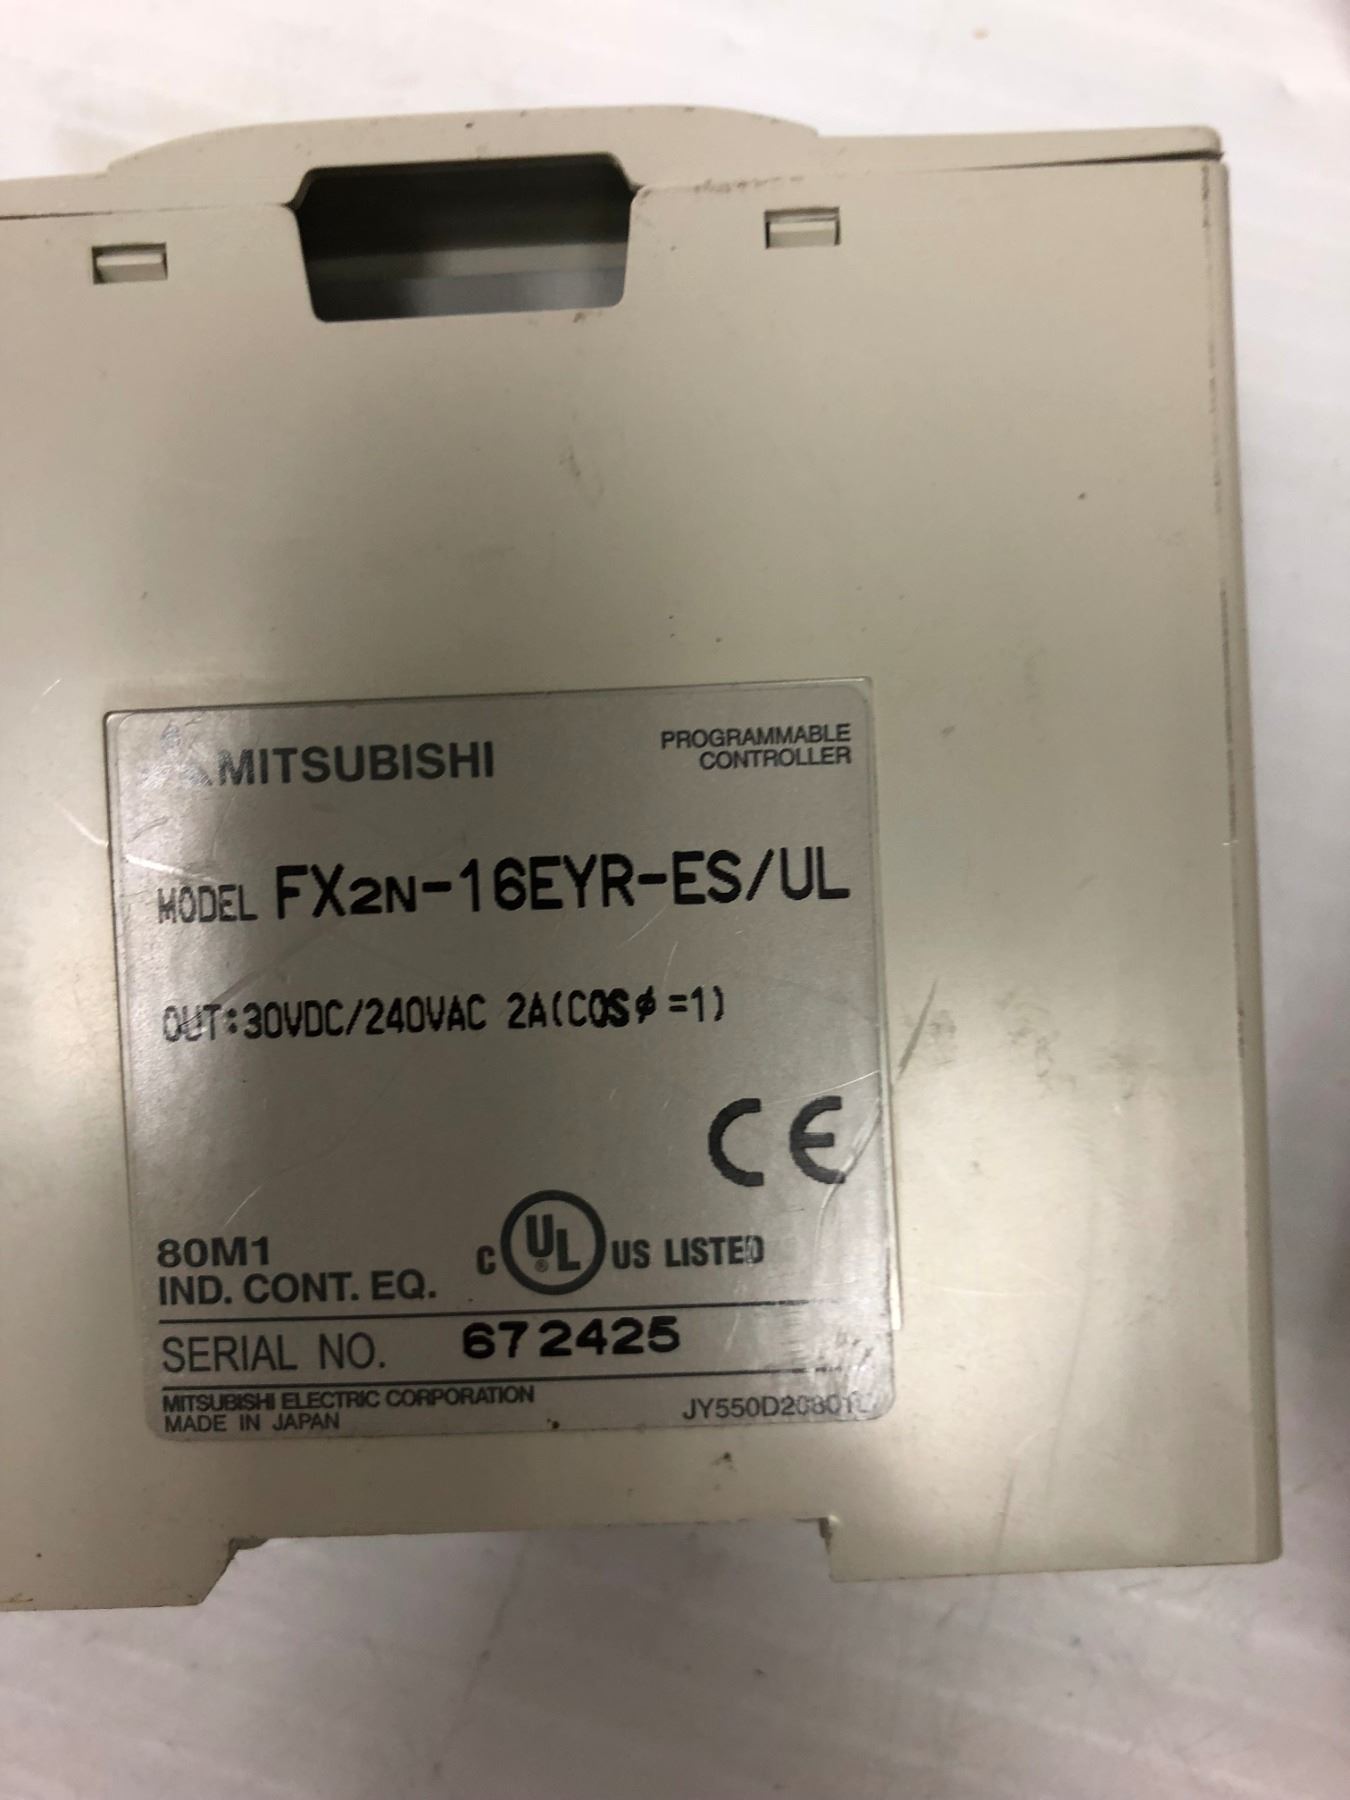 MITSUBISHI
PROGRAMMABLE
CONTROLLER
MODEL FX2N-16EYR-ES/UL
OUT:30VDC/240VAC 2A(COSφ=1)
CE
80M1
IND. CONT. EQ.
C UL ® US LISTED
SERIAL NO. 672425
MITSUBISHI ELECTRIC CORPORATION
MADE IN JAPAN